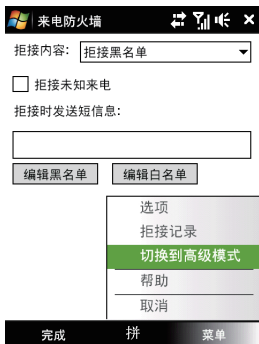 来电防火墙
拒接内容: 拒接黑名单
拒接未知来电
拒接时发送短信息:
编辑黑名单 编辑白名单
选项
拒接记录
切换到高级模式
帮助
取消
完成 拼 菜单